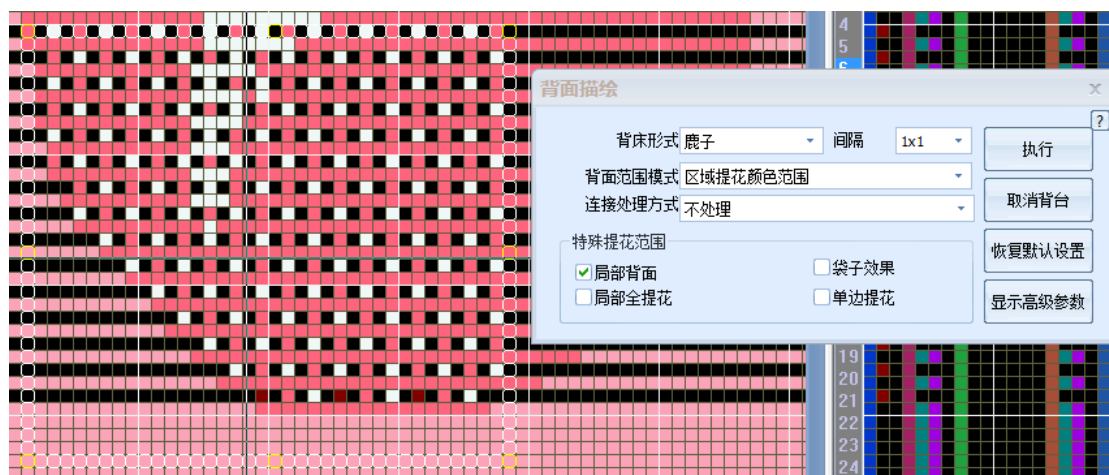 4
5
6
背面描绘
x
?
背床形式 鹿子 间隔 1x1
执行
背面范围模式 区域提花颜色范围
取消背台
连接处理方式 不处理
特殊提花范围
恢复默认设置
局部背面 袋子效果
局部全提花 单边提花
显示高级参数
19
20
21
22
23
24